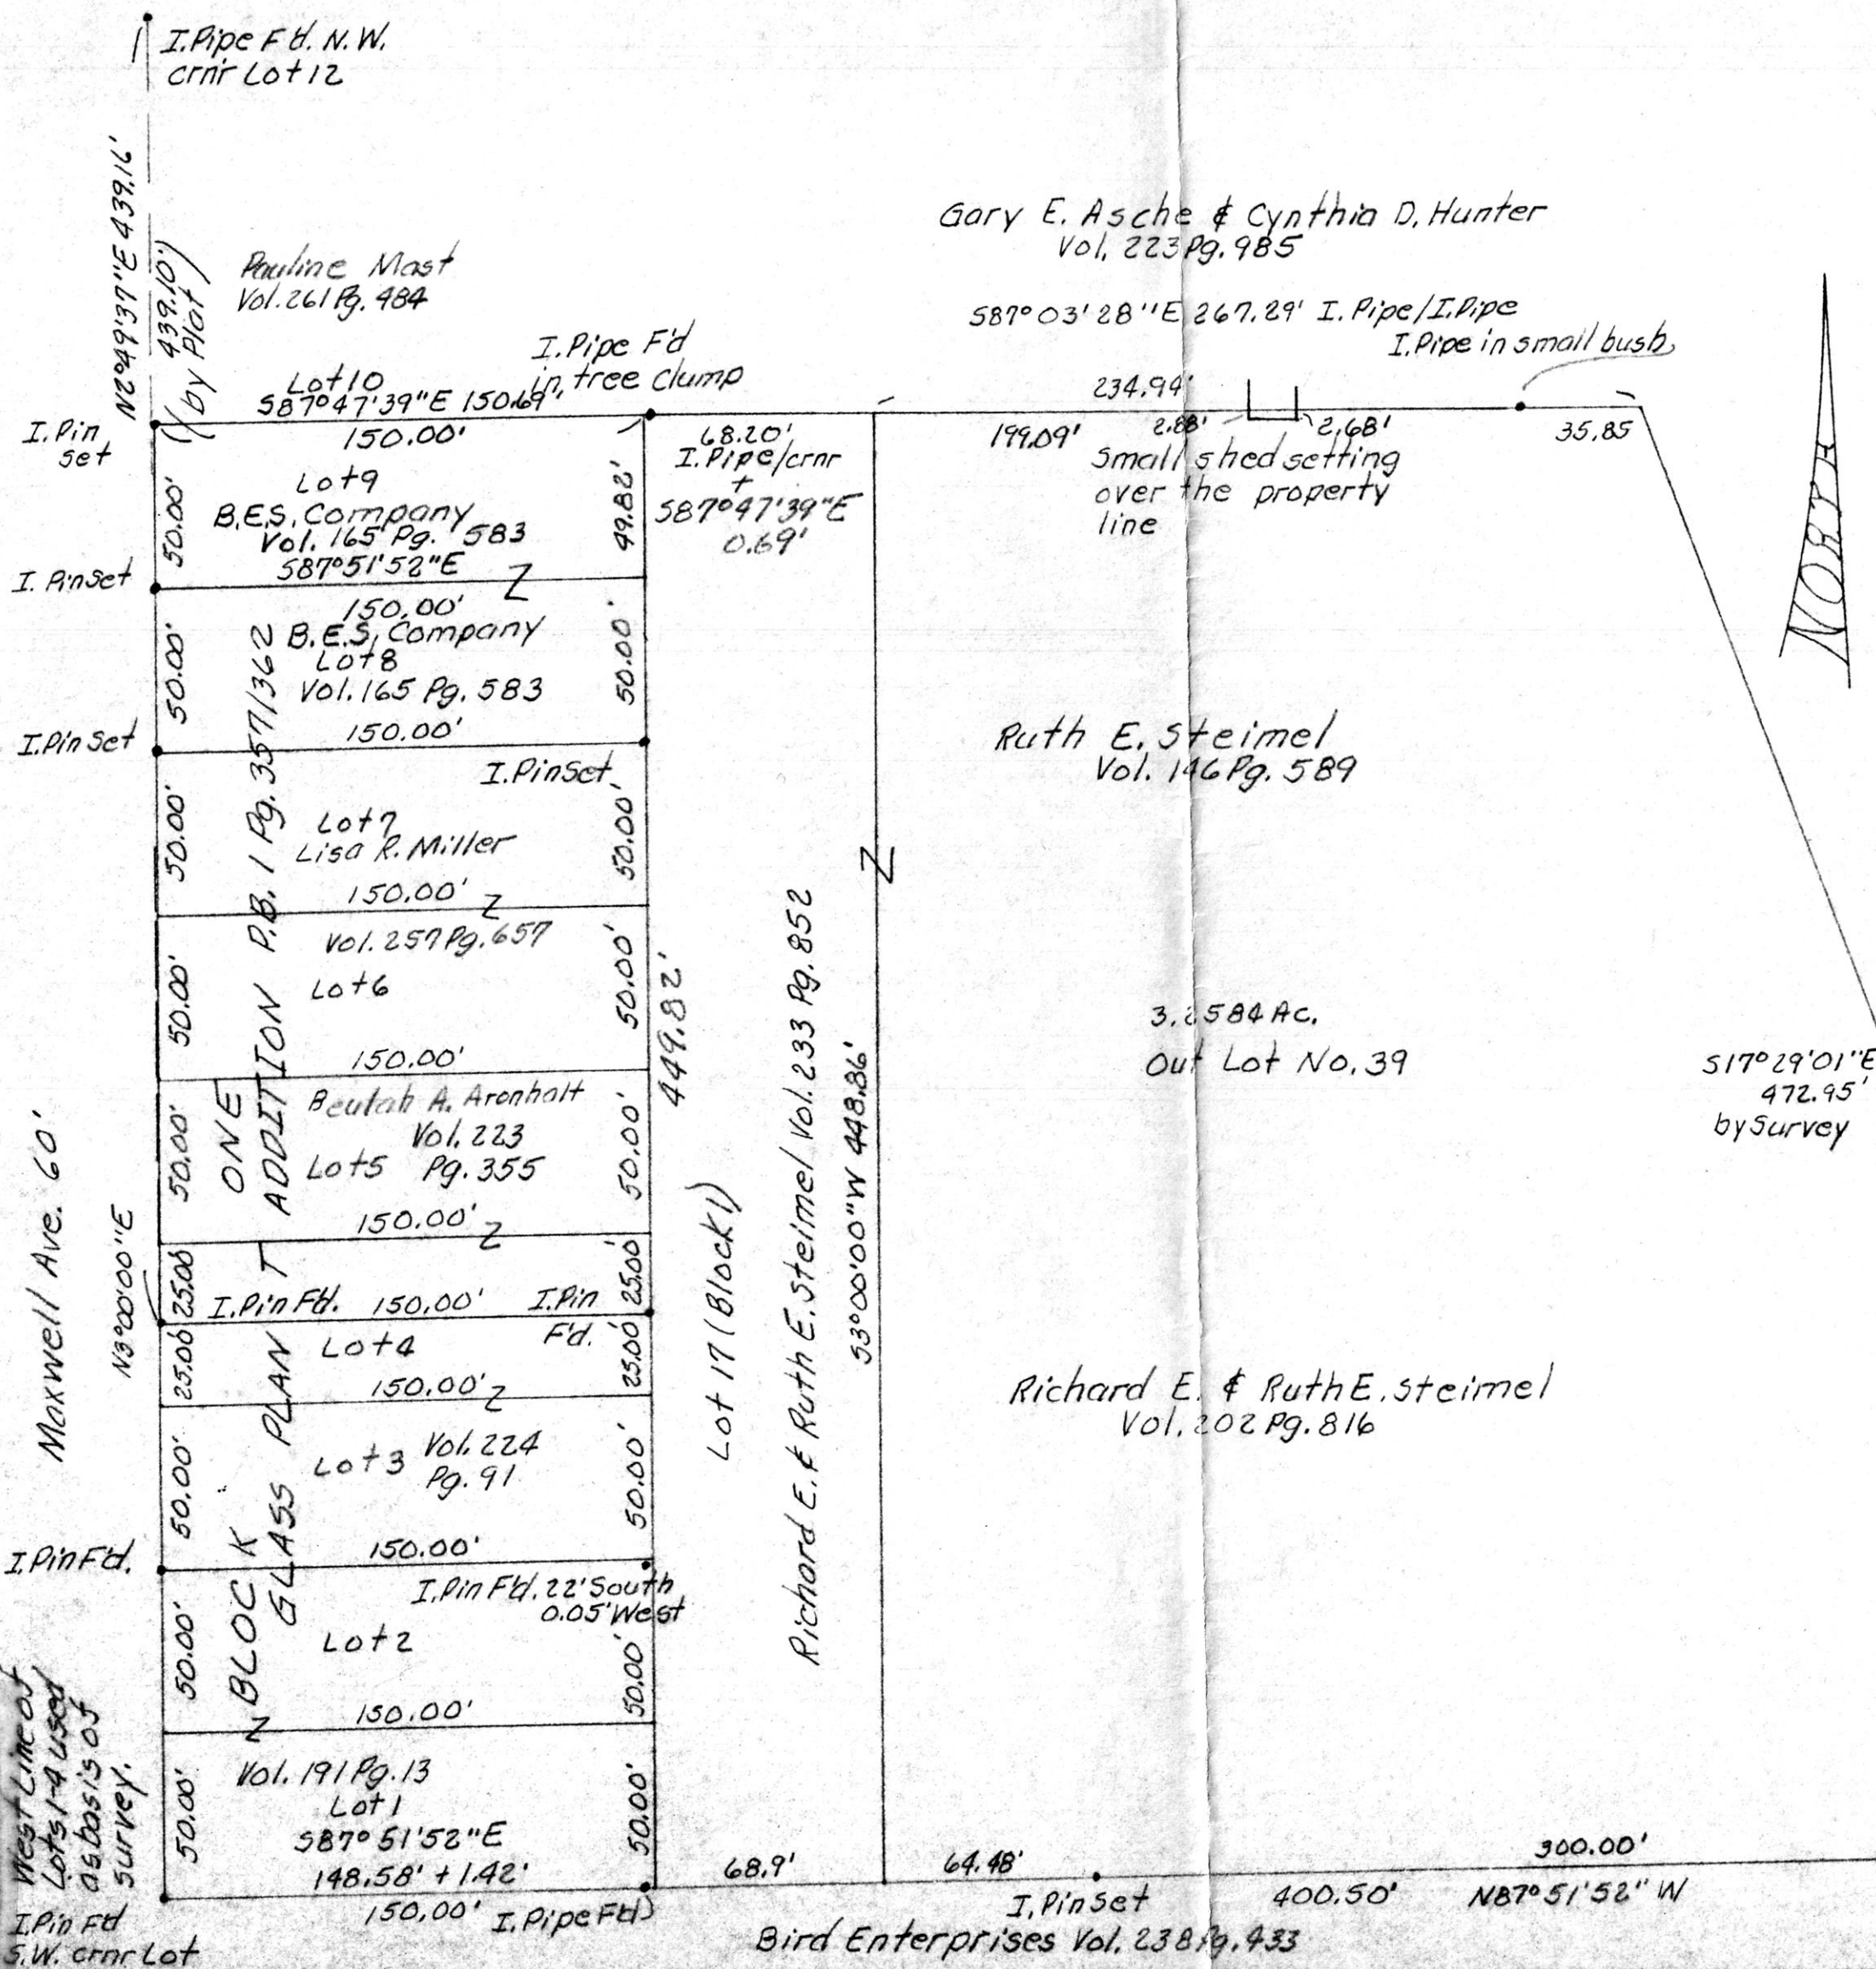 I.Pipe F'd. N.W.
crnr Lot 12
N2°49'37"E 439.16'
439.10'
(by Plat)
Pauline Mast
Vol.261 Pg. 484
Gary E. Asche & Cynthia D. Hunter
Vol. 223 Pg. 985
S87°03'28"E 267.29' I. Pipe/I.Pipe
I.Pipe in small bush
I.Pipe F'd
in tree clump
Lot 10
S87°47'39"E 150.69'
234.94'
I.Pin
set
150.00'
68.20'
I.Pipe/crnr
+
S87°47'39"E
0.69'
199.09'
2.88'
2.68'
35.85
Small shed setting
over the property
line
NORTH
50.00'
Lot 9
B.E.S. Company
Vol. 165 Pg. 583
S87°51'52"E
49.82'
I. Pin Set
150.00'
B.E.S. Company
Lot 8
Vol. 165 Pg. 583
150.00'
50.00'
50.00'
I.Pin Set
I.Pin Set
50.00'
Lot 7
Lisa R. Miller
150.00'
50.00'
Ruth E. Steimel
Vol. 146 Pg. 589
Vol. 257 Pg. 657
Lot 6
150.00'
50.00'
50.00'
449.82'
3.2584 Ac.
Out Lot No. 39
S17°29'01"E
472.95'
by Survey
Beulah A. Aronhalt
Vol. 223
Lot 5 Pg. 355
150.00'
50.00'
50.00'
Maxwell Ave. 60'
N3°00'00"E
25.00
I.Pin F'd. 150.00' I.Pin
F'd.
25.00'
25.00
Lot 4
150.00'
25.00'
BLOCK ONE
GLASS PLANT ADDITION P.B. 1 Pg. 357/362
Lot 17 (Block 1)
Richard E. & Ruth E. Steimel Vol. 233 Pg. 852
S3°00'00"W 448.86'
Richard E. & Ruth E. Steimel
Vol. 202 Pg. 816
50.00'
Lot 3 Vol. 224
Pg. 91
150.00'
50.00'
I.Pin F'd.
I.Pin F'd. 22' South
0.05' West
50.00'
Lot 2
150.00'
50.00'
West Line of
Lots 1-4 used
as basis of
survey.
50.00'
Vol. 191 Pg. 13
Lot 1
S87°51'52"E
148.58' + 1.42'
50.00'
68.9'
64.48'
300.00'
150.00' I.Pipe F'd
I.Pin Set
400.50' N87°51'52"W
I.Pin F'd
S.W. crnr Lot
Bird Enterprises Vol. 238 Pg. 433